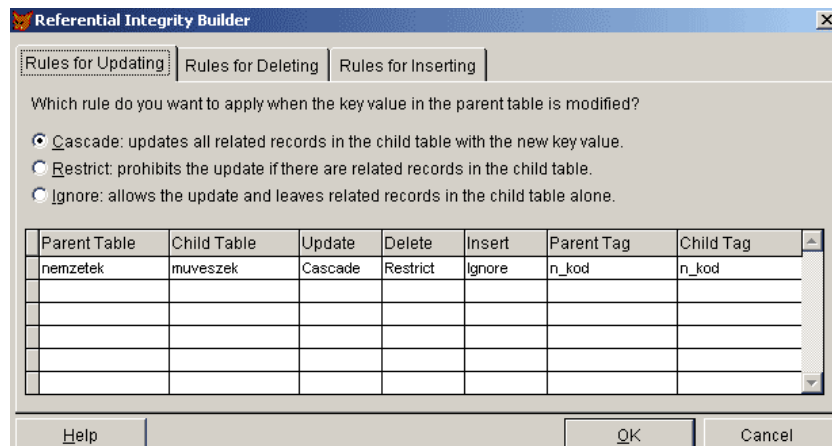 Referential Integrity Builder
Rules for Updating Rules for Deleting Rules for Inserting
Which rule do you want to apply when the key value in the parent table is modified?
Cascade: updates all related records in the child table with the new key value.
Restrict: prohibits the update if there are related records in the child table.
Ignore: allows the update and leaves related records in the child table alone.
Parent Table Child Table Update Delete Insert Parent Tag Child Tag
nemzetek muveszek Cascade Restrict Ignore n_kod n_kod
Help OK Cancel